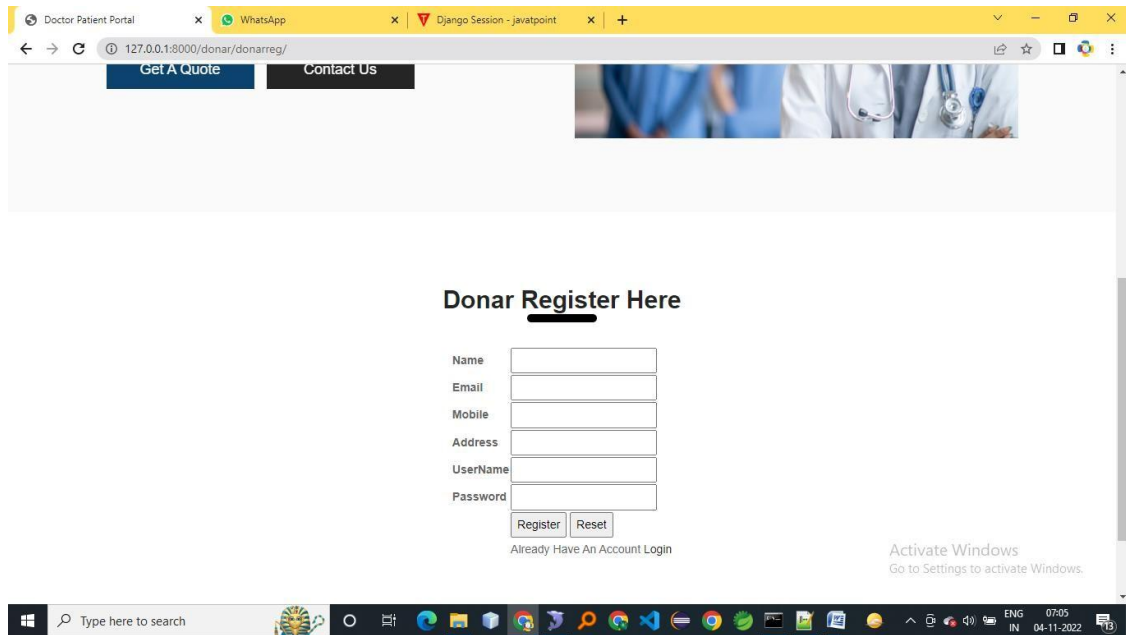 Doctor Patient Portal
WhatsApp
Django Session - javatpoint
127.0.0.1:8000/donar/donarreg/
Get A Quote
Contact Us
Donar Register Here
Name
Email
Mobile
Address
UserName
Password
Register Reset
Already Have An Account Login
Activate Windows
Go to Settings to activate Windows.
Type here to search
ENG 07:05
IN 04-11-2022
13